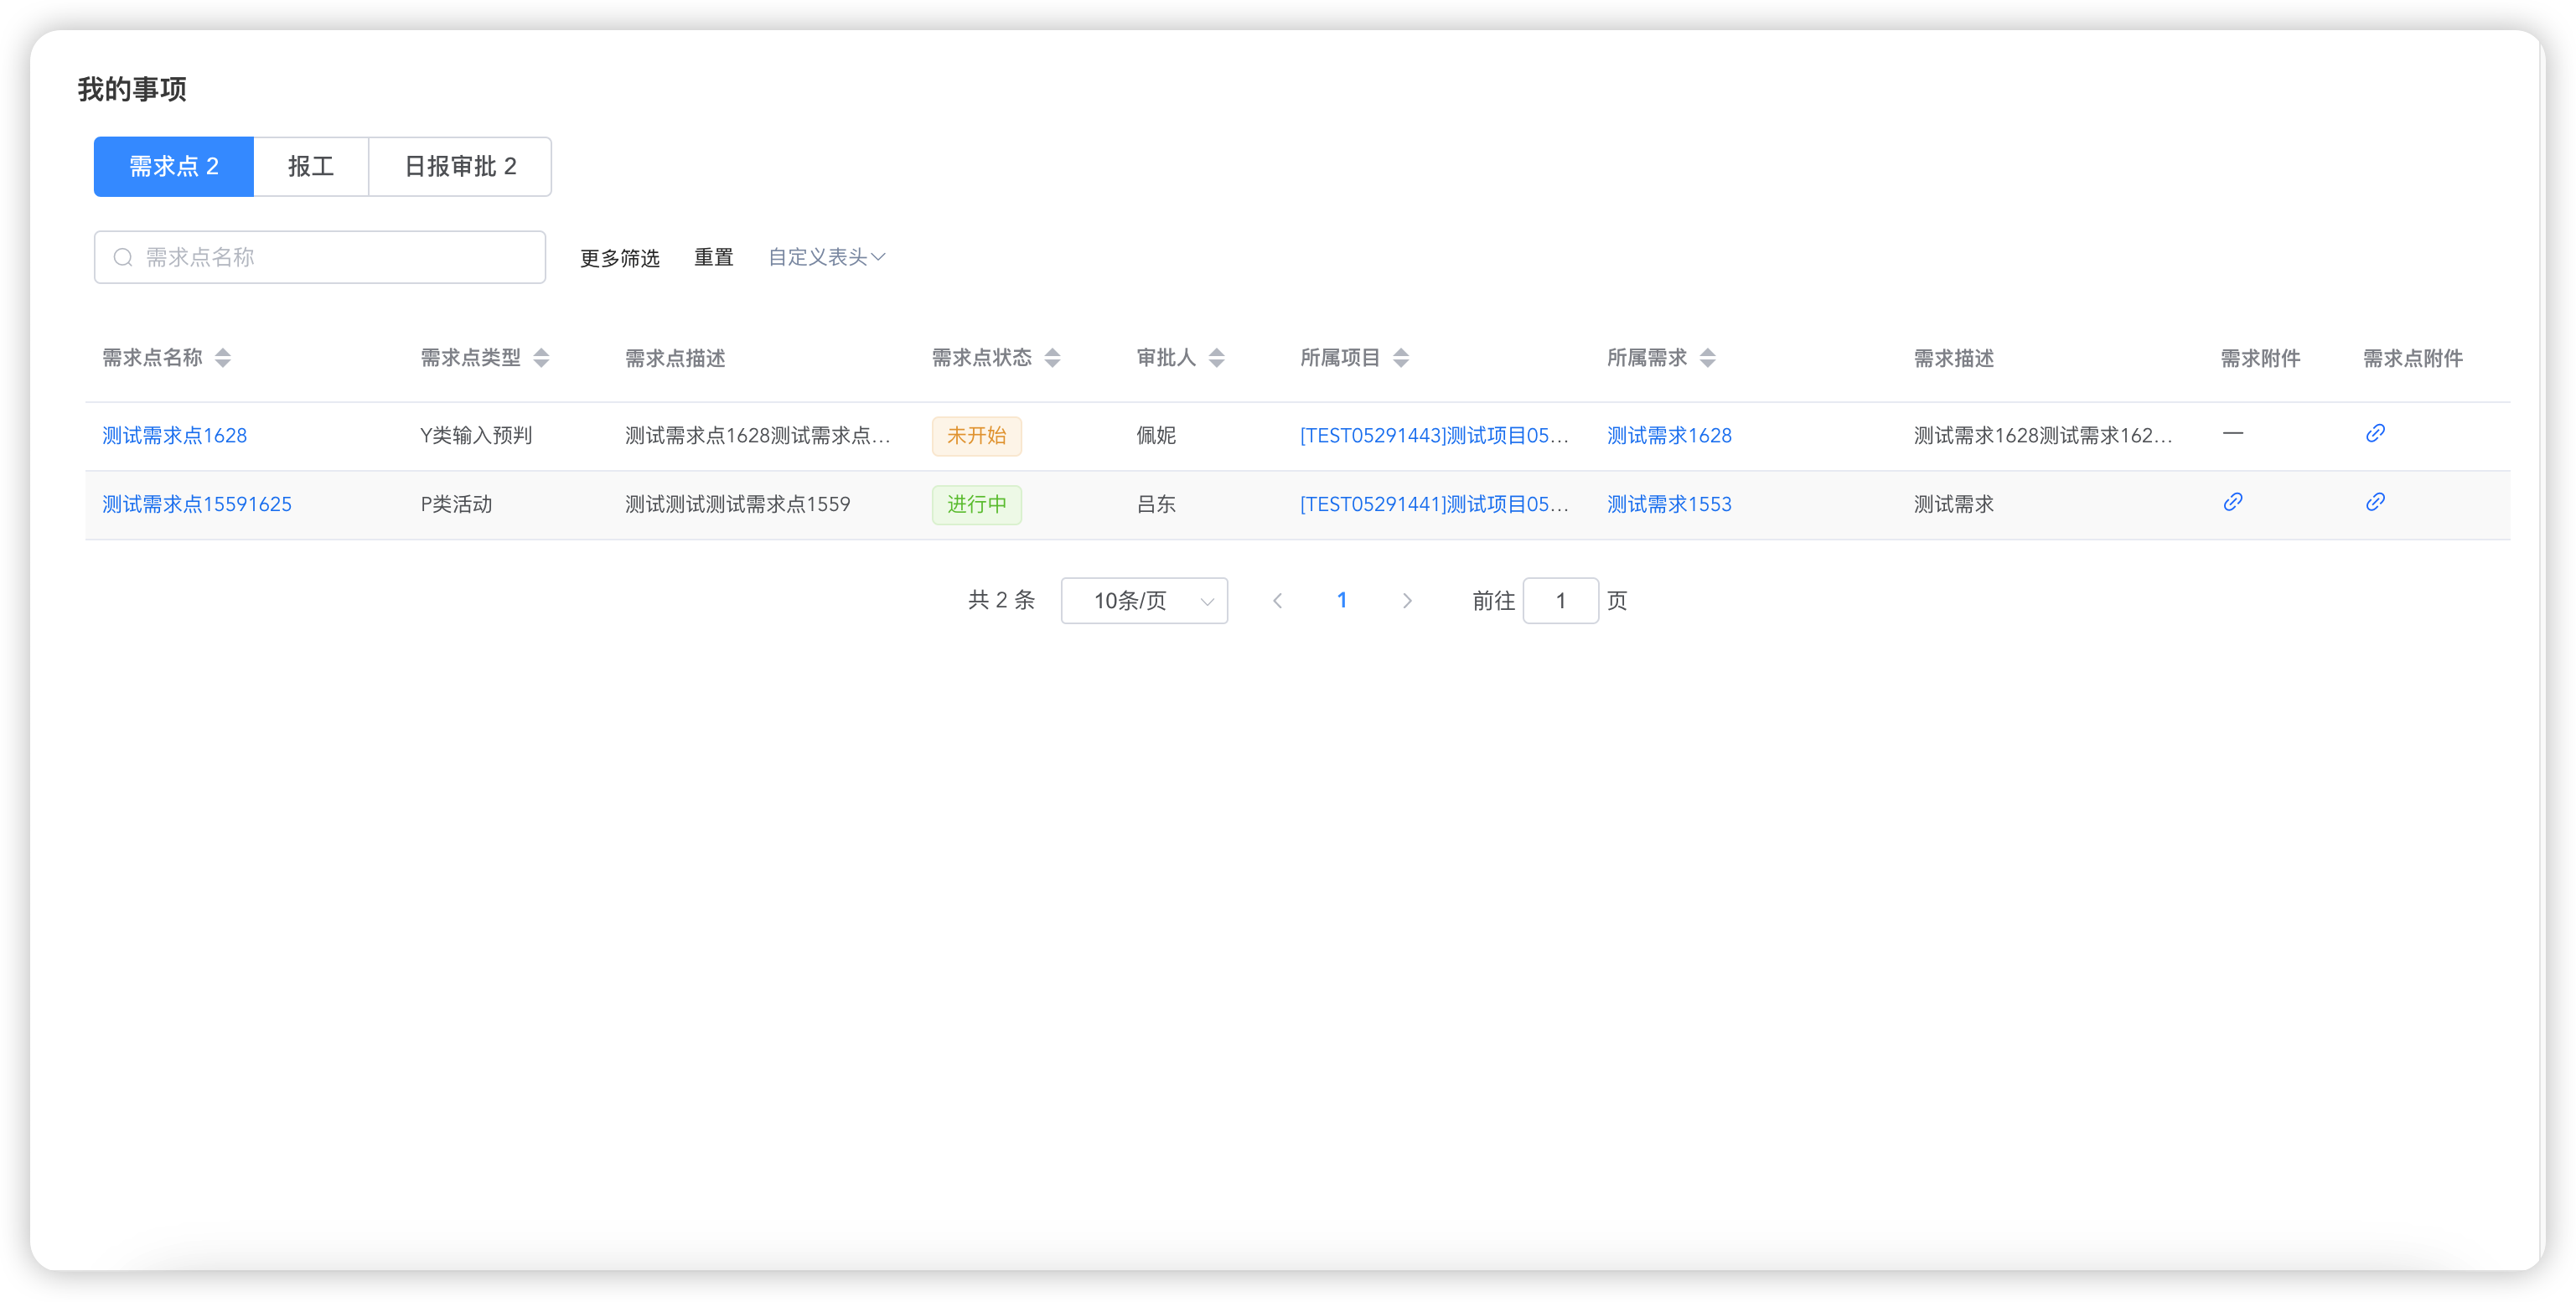 我的事项
需求点 2 报工 日报审批 2
需求点名称 更多筛选 重置 自定义表头
需求点名称 需求点类型 需求点描述 需求点状态 审批人 所属项目 所属需求 需求描述 需求附件 需求点附件
测试需求点1628 Y类输入预判 测试需求点1628测试需求点... 未开始 佩妮 [TEST05291443]测试项目05... 测试需求1628 测试需求1628测试需求162... —
测试需求点15591625 P类活动 测试测试测试需求点1559 进行中 吕东 [TEST05291441]测试项目05... 测试需求1553 测试需求
共 2 条 10条/页 1 前往 1 页